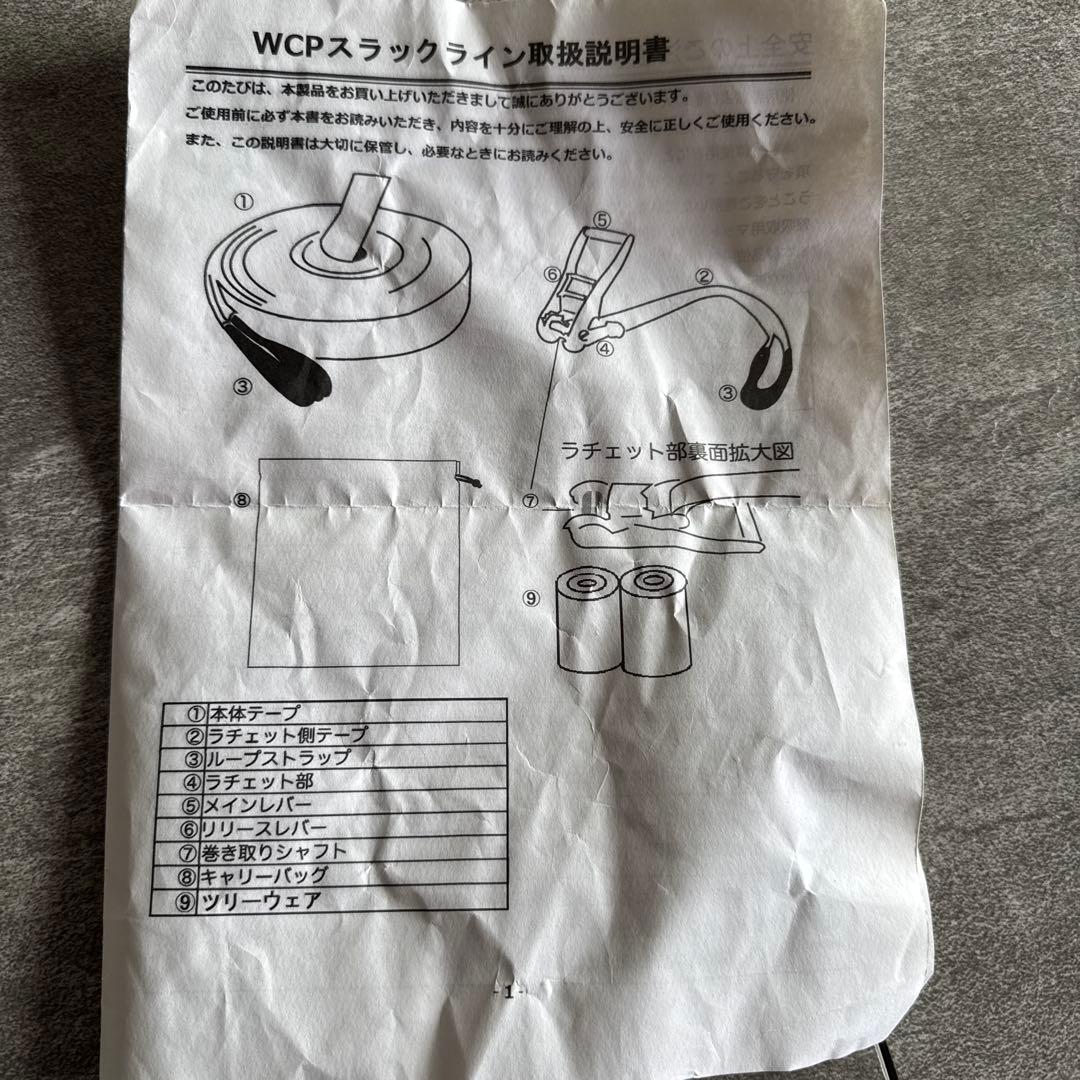 WCPスラックライン取扱説明書
このたびは、本製品をお買い上げいただきまして誠にありがとうございます。
ご使用前に必ず本書をお読みいただき、内容を十分にご理解の上、安全に正しくご使用ください。
また、この説明書は大切に保管し、必要なときにお読みください。
①
⑤
⑥
②
④
③
③
ラチェット部裏面拡大図
⑧
⑦
⑨
①本体テープ
②ラチェット側テープ
③ループストラップ
④ラチェット部
⑤メインレバー
⑥リリースレバー
⑦巻き取りシャフト
⑧キャリーバッグ
⑨ツリーウェア
-1-